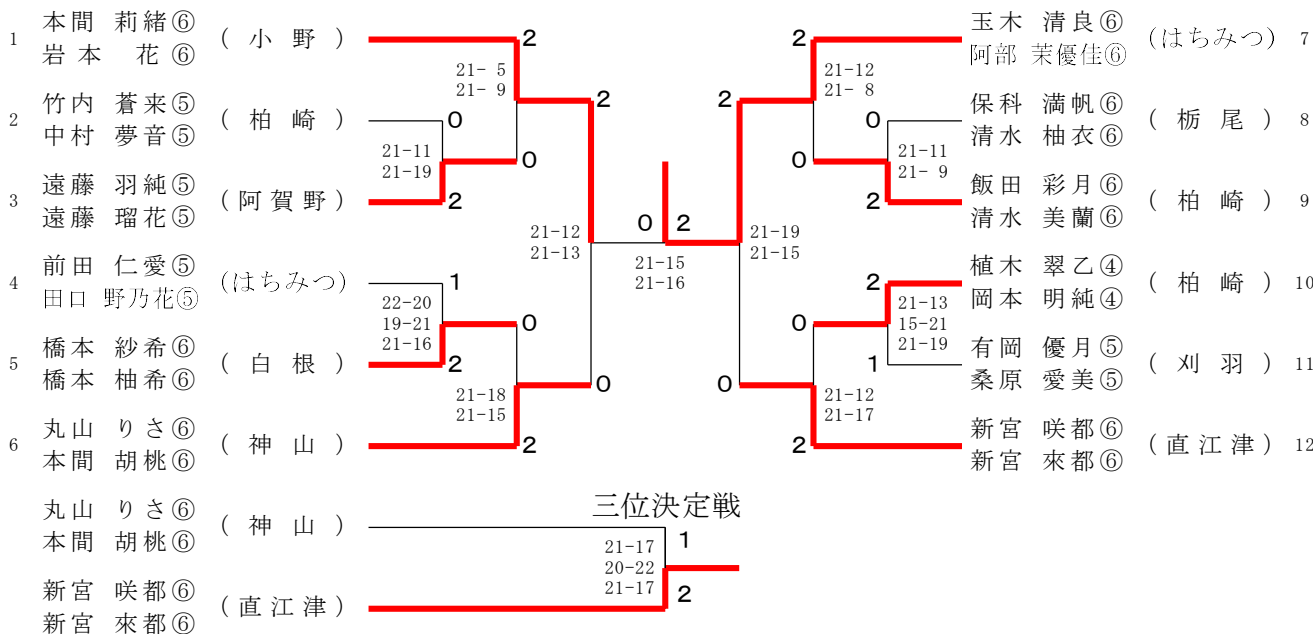 1 本間 莉緒⑥ (小野)
岩本 花⑥
2 竹内 蒼来⑤ (柏崎)
中村 夢音⑤
3 遠藤 羽純⑤ (阿賀野)
遠藤 瑠花⑤
4 前田 仁愛⑤ (はちみつ)
田口 野乃花⑤
5 橋本 紗希⑥ (白根)
橋本 柚希⑥
6 丸山 りさ⑥ (神山)
本間 胡桃⑥
2
21- 5
21- 9
0
0
21-11
21-19
2
2
21-12
21-13
0
1
22-20
19-21
21-16
2
0
21-18
21-15
2
0 2
21-15
21-16
玉木 清良⑥ (はちみつ) 7
阿部 茉優佳⑥
保科 満帆⑥ (栃尾) 8
清水 柚衣⑥
飯田 彩月⑥ (柏崎) 9
清水 美蘭⑥
植木 翠乙④ (柏崎) 10
岡本 明純④
有岡 優月⑤ (刈羽) 11
桑原 愛美⑤
新宮 咲都⑥ (直江津) 12
新宮 來都⑥
2
21-12
21- 8
0
0
21-11
21- 9
2
2
21-19
21-15
0
2
21-13
15-21
21-19
1
0
21-12
21-17
2
三位決定戦
丸山 りさ⑥ (神山)
本間 胡桃⑥
新宮 咲都⑥ (直江津)
新宮 來都⑥
1
21-17
20-22
21-17
2